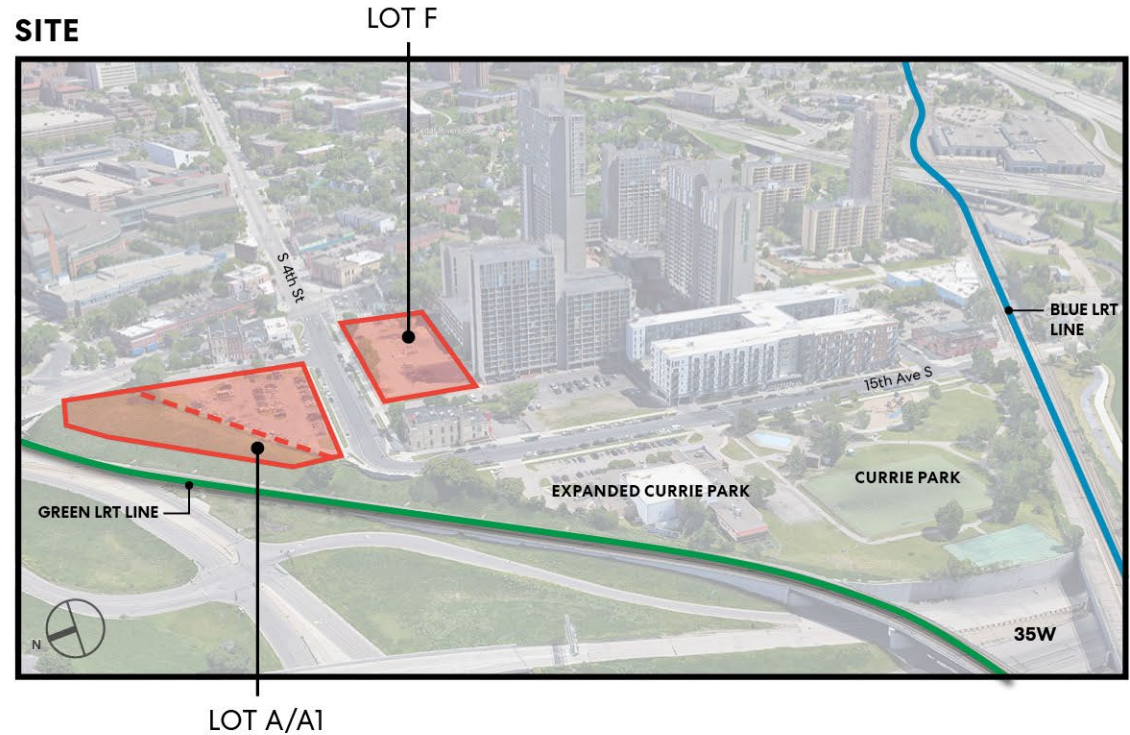 SITE
LOT F
S 4th St
BLUE LRT
LINE
15th Ave S
CURRIE PARK
EXPANDED CURRIE PARK
GREEN LRT LINE
35W
N
LOT A/A1